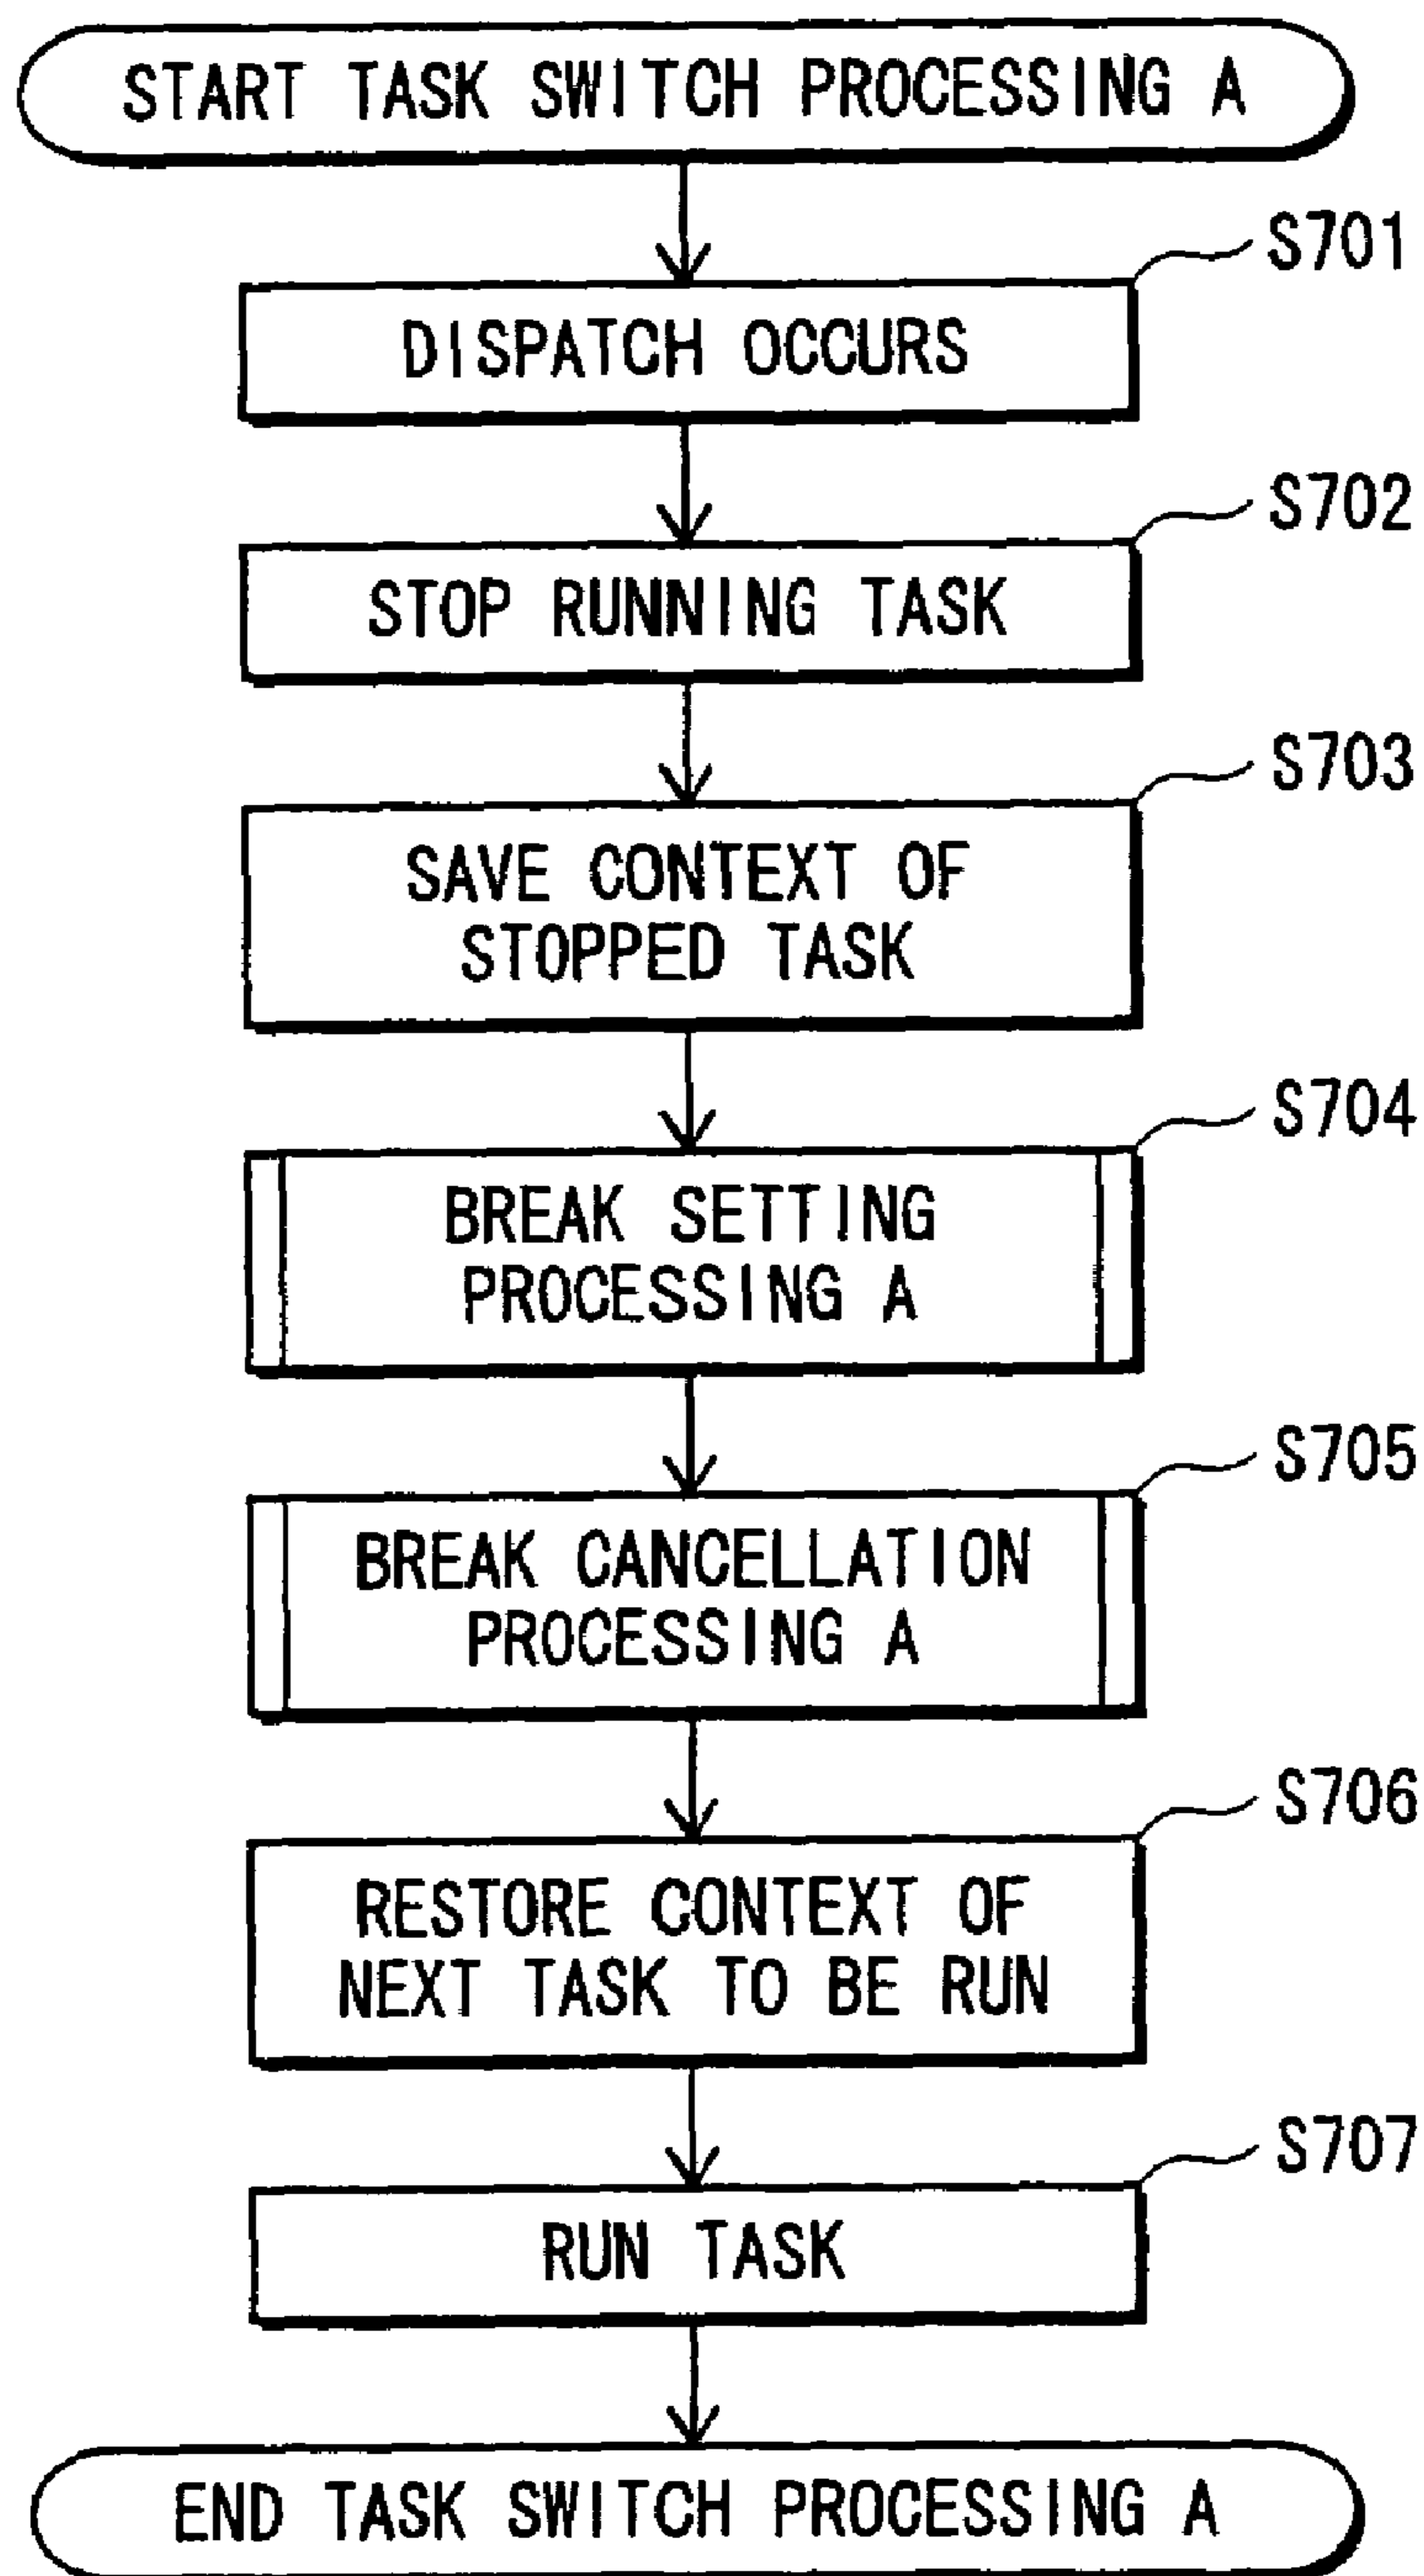 START TASK SWITCH PROCESSING A
S701
DISPATCH OCCURS
S702
STOP RUNNING TASK
S703
SAVE CONTEXT OF
STOPPED TASK
S704
BREAK SETTING
PROCESSING A
S705
BREAK CANCELLATION
PROCESSING A
S706
RESTORE CONTEXT OF
NEXT TASK TO BE RUN
S707
RUN TASK
END TASK SWITCH PROCESSING A